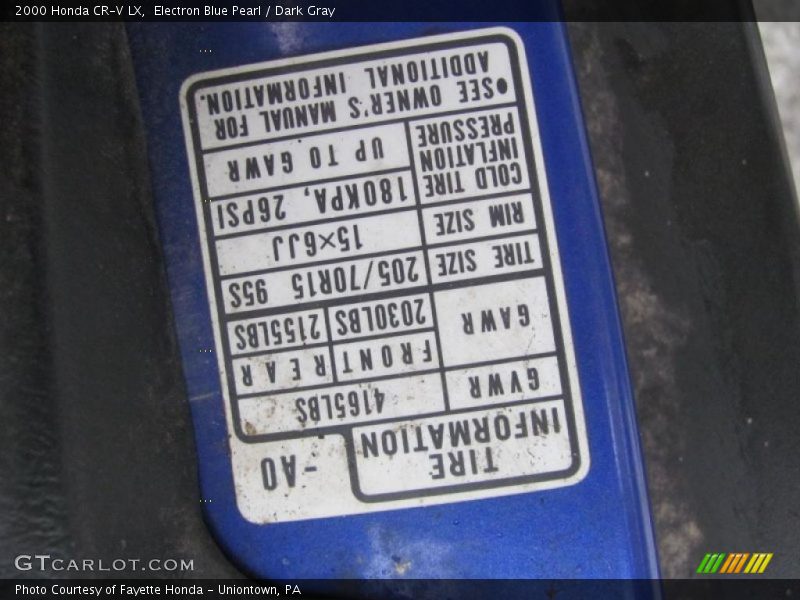 2000 Honda CR-V LX,  Electron Blue Pearl / Dark Gray
TIRE
INFORMATION
-A0
GVWR
4165LBS
GAWR
FRONT
REAR
2030LBS
2155LBS
TIRE SIZE
205/70R15 95S
RIM SIZE
15×6JJ
COLD TIRE
INFLATION
PRESSURE
180KPA, 26PSI
UP TO GAWR
●SEE OWNER'S MANUAL FOR
ADDITIONAL INFORMATION.
GTCARLOT.COM
Photo Courtesy of Fayette Honda - Uniontown, PA